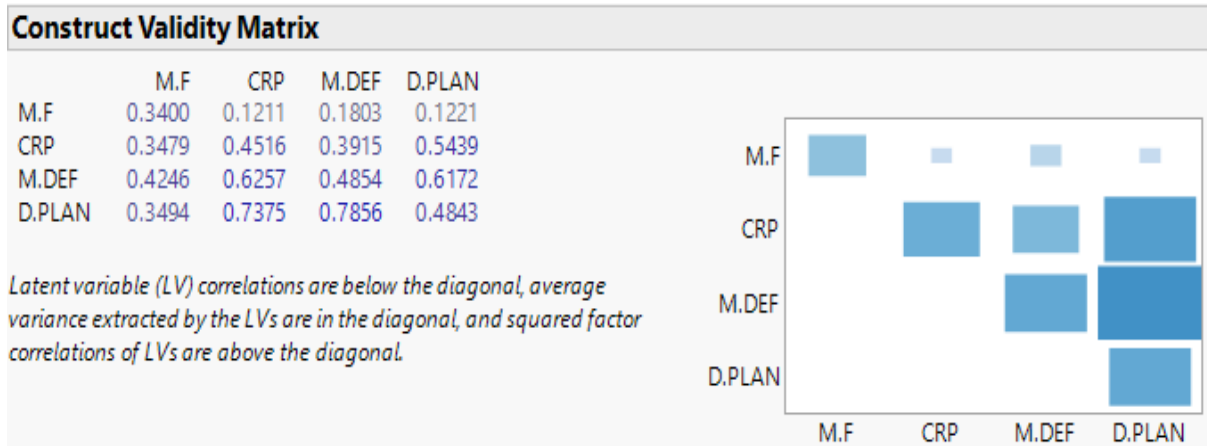 Construct Validity Matrix
M.F CRP M.DEF D.PLAN
M.F 0.3400 0.1211 0.1803 0.1221
CRP 0.3479 0.4516 0.3915 0.5439
M.DEF 0.4246 0.6257 0.4854 0.6172
D.PLAN 0.3494 0.7375 0.7856 0.4843
Latent variable (LV) correlations are below the diagonal, average
variance extracted by the LVs are in the diagonal, and squared factor
correlations of LVs are above the diagonal.
M.F
CRP
M.DEF
D.PLAN
M.F CRP M.DEF D.PLAN